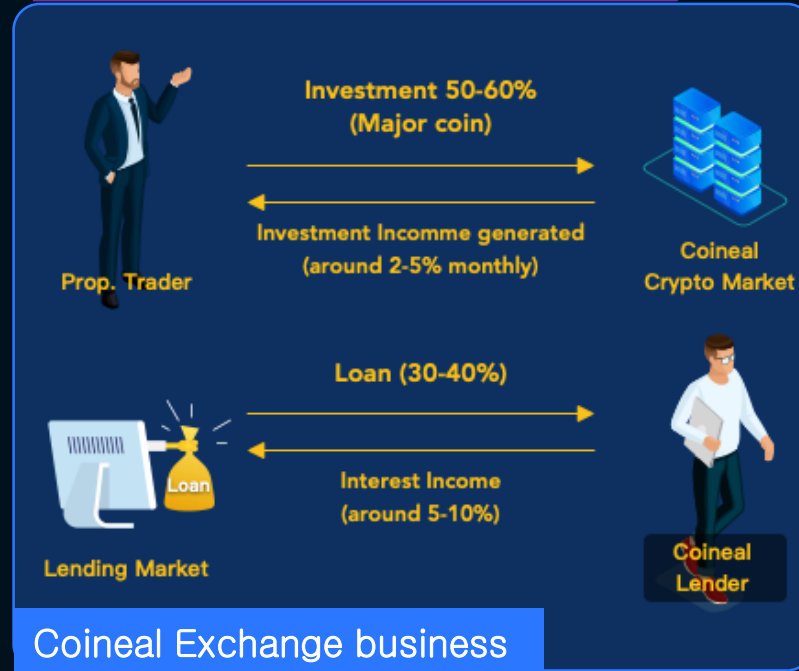 Investment 50-60%
(Major coin)
Investment Incomme generated
(around 2-5% monthly)
Prop. Trader
Coineal
Crypto Market
Loan (30-40%)
Loan
Interest Income
(around 5-10%)
Lending Market
Coineal
Lender
Coineal Exchange business